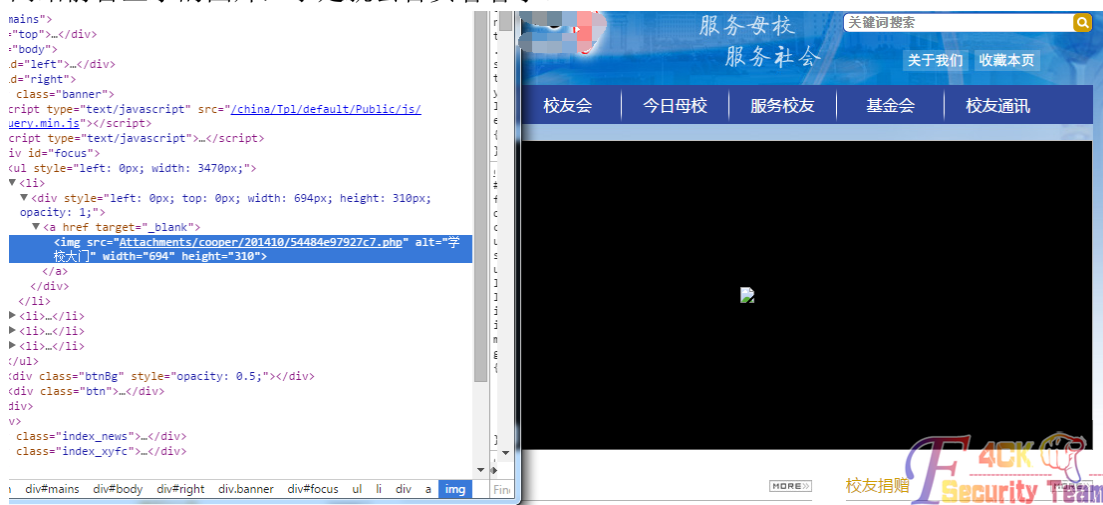 mains">
="top">…</div>
="body">
.d="left">…</div>
.d="right">
class="banner">
cript type="text/javascript" src="/china/Tpl/default/Public/js/
uery.min.js"></script>
cript type="text/javascript">…</script>
iv id="focus">
<ul style="left: 0px; width: 3470px;">
▼<li>
▼<div style="left: 0px; top: 0px; width: 694px; height: 310px;
opacity: 1;">
▼<a href target="_blank">
<img src="Attachments/cooper/201410/54484e97927c7.php" alt="学
校大门" width="694" height="310">
</a>
</div>
</li>
▶<li>…</li>
▶<li>…</li>
▶<li>…</li>
</ul>
<div class="btnBg" style="opacity: 0.5;"></div>
<div class="btn">…</div>
div>
v>
class="index_news">…</div>
class="index_xyfc">…</div>
div#mains div#body div#right div.banner div#focus ul li div a img
Fin
服务母校
服务社会
关键词搜索
关于我们 收藏本页
校友会 今日母校 服务校友 基金会 校友通讯
MORE
校友捐赠
MORE
F4CK
Security Team